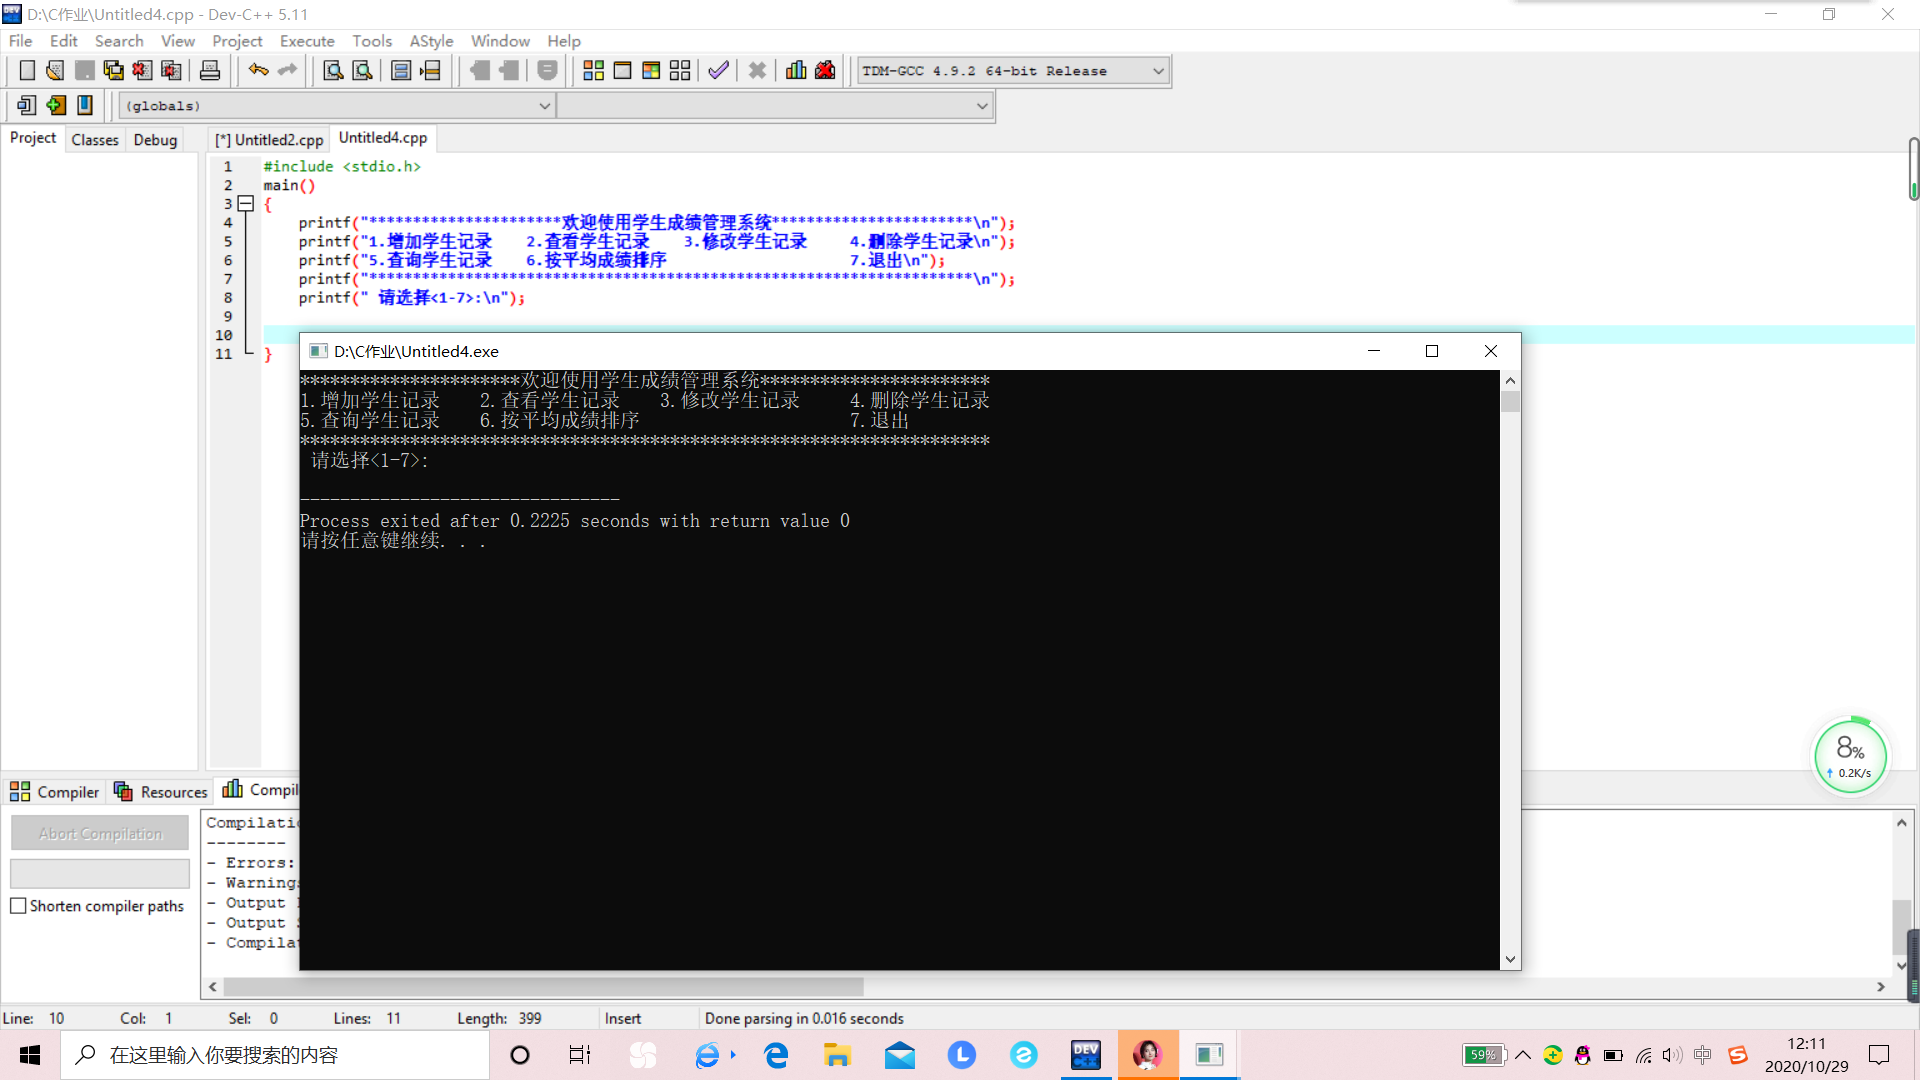 D:\C作业\Untitled4.cpp - Dev-C++ 5.11
File Edit Search View Project Execute Tools AStyle Window Help
TDM-GCC 4.9.2 64-bit Release
(globals)
Project Classes Debug [*] Untitled2.cpp Untitled4.cpp
1 #include <stdio.h>
2 main()
3 {
4 printf("**********************欢迎使用学生成绩管理系统***********************\n");
5 printf("1.增加学生记录    2.查看学生记录    3.修改学生记录     4.删除学生记录\n");
6 printf("5.查询学生记录    6.按平均成绩排序                     7.退出\n");
7 printf("*********************************************************************\n");
8 printf(" 请选择<1-7>:\n");
9
10
11 }
D:\C作业\Untitled4.exe
**********************欢迎使用学生成绩管理系统***********************
1.增加学生记录    2.查看学生记录    3.修改学生记录     4.删除学生记录
5.查询学生记录    6.按平均成绩排序                     7.退出
*********************************************************************
请选择<1-7>:
--------------------------------
Process exited after 0.2225 seconds with return value 0
请按任意键继续. . .
8%
0.2K/s
Compiler Resources Compil
Abort Compilation
Shorten compiler paths
Compilatio
--------
- Errors:
- Warnings
- Output
- Output
- Compilat
Line: 10 Col: 1 Sel: 0 Lines: 11 Length: 399 Insert Done parsing in 0.016 seconds
在这里输入你要搜索的内容
DEV
C++
59%
中
12:11
2020/10/29